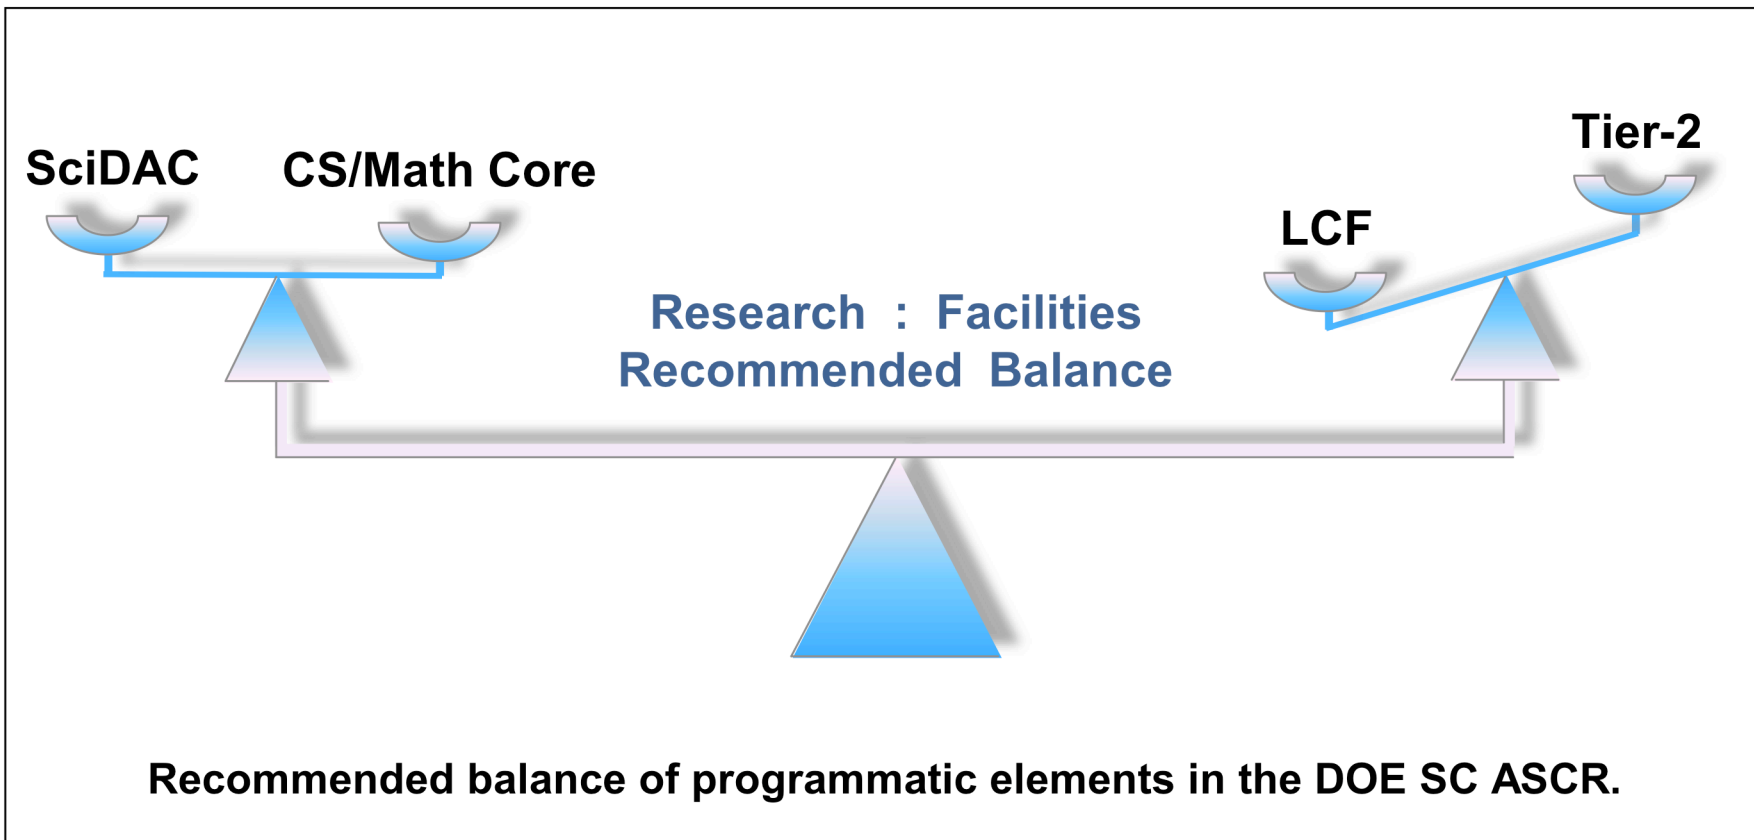 SciDAC
CS/Math Core
Tier-2
LCF
Research : Facilities
Recommended Balance
Recommended balance of programmatic elements in the DOE SC ASCR.